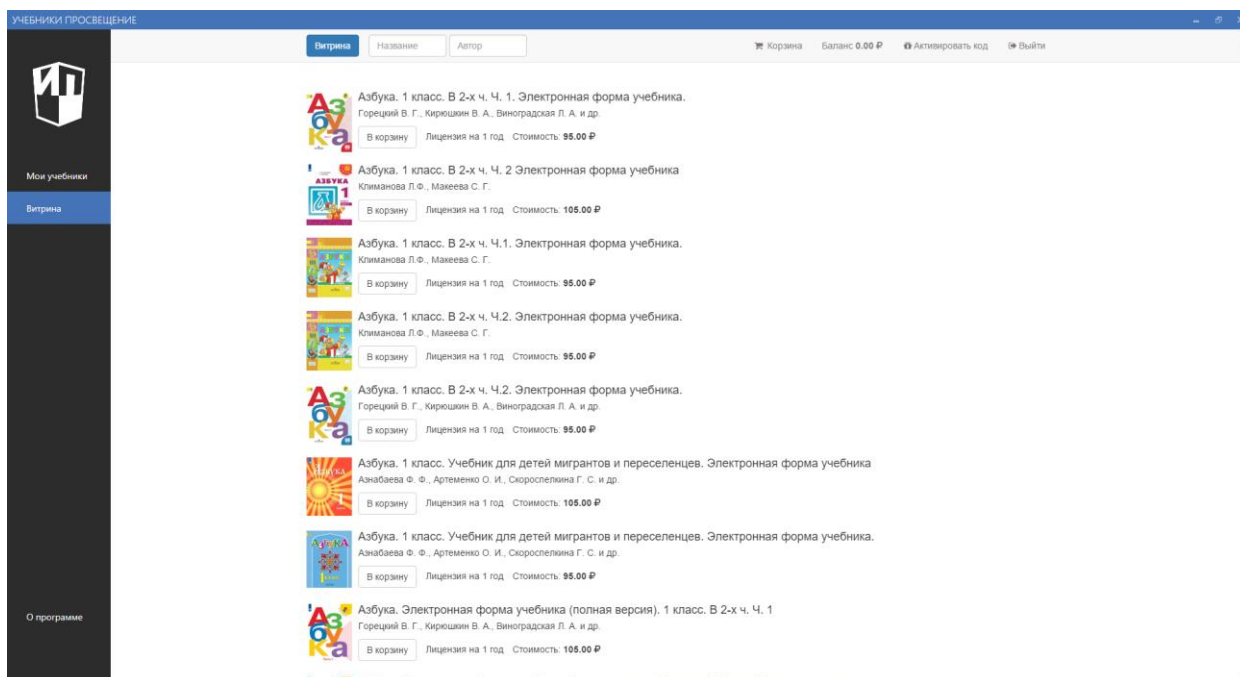 УЧЕБНИКИ ПРОСВЕЩЕНИЕ
Витрина Название Автор Корзина Баланс 0.00 ₽ Активировать код Выйти
Мои учебники
Витрина
О программе
Азбука. 1 класс. В 2-х ч. Ч. 1. Электронная форма учебника.
Горецкий В. Г., Кирюшкин В. А., Виноградская Л. А. и др.
В корзину Лицензия на 1 год Стоимость: 95.00 ₽
Азбука. 1 класс. В 2-х ч. Ч. 2 Электронная форма учебника
Климанова Л.Ф., Макеева С. Г.
В корзину Лицензия на 1 год Стоимость: 105.00 ₽
Азбука. 1 класс. В 2-х ч. Ч.1. Электронная форма учебника.
Климанова Л.Ф., Макеева С. Г.
В корзину Лицензия на 1 год Стоимость: 95.00 ₽
Азбука. 1 класс. В 2-х ч. Ч.2. Электронная форма учебника.
Климанова Л.Ф., Макеева С. Г.
В корзину Лицензия на 1 год Стоимость: 95.00 ₽
Азбука. 1 класс. В 2-х ч. Ч.2. Электронная форма учебника.
Горецкий В. Г., Кирюшкин В. А., Виноградская Л. А. и др.
В корзину Лицензия на 1 год Стоимость: 95.00 ₽
Азбука. 1 класс. Учебник для детей мигрантов и переселенцев. Электронная форма учебника
Азнабаева Ф. Ф., Артеменко О. И., Скороспелкина Г. С. и др.
В корзину Лицензия на 1 год Стоимость: 105.00 ₽
Азбука. 1 класс. Учебник для детей мигрантов и переселенцев. Электронная форма учебника.
Азнабаева Ф. Ф., Артеменко О. И., Скороспелкина Г. С. и др.
В корзину Лицензия на 1 год Стоимость: 95.00 ₽
Азбука. Электронная форма учебника (полная версия). 1 класс. В 2-х ч. Ч. 1
Горецкий В. Г., Кирюшкин В. А., Виноградская Л. А. и др.
В корзину Лицензия на 1 год Стоимость: 105.00 ₽